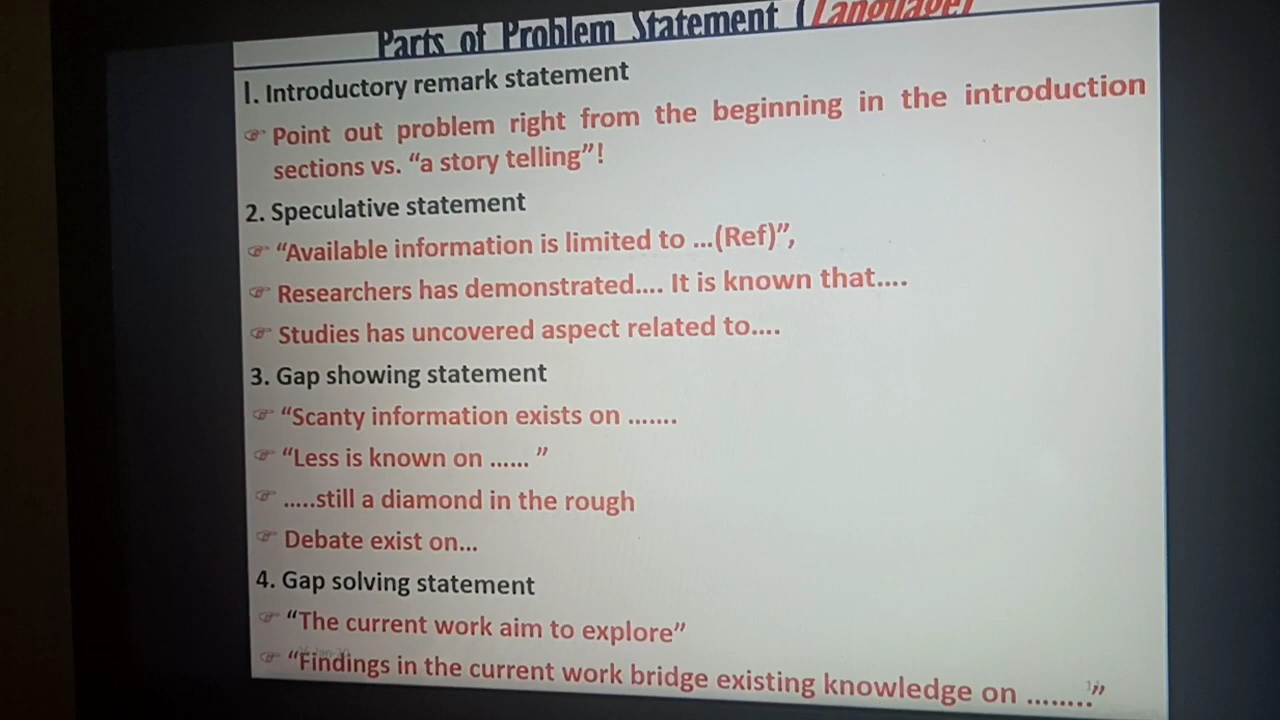 Parts of Problem Statement (Language)
1. Introductory remark statement
☞ Point out problem right from the beginning in the introduction
sections vs. “a story telling”!
2. Speculative statement
☞ “Available information is limited to ...(Ref)”,
☞ Researchers has demonstrated.... It is known that....
☞ Studies has uncovered aspect related to....
3. Gap showing statement
☞ “Scanty information exists on .......
☞ “Less is known on ...... ”
☞ .....still a diamond in the rough
☞ Debate exist on...
4. Gap solving statement
☞ “The current work aim to explore”
☞ “Findings in the current work bridge existing knowledge on ........”